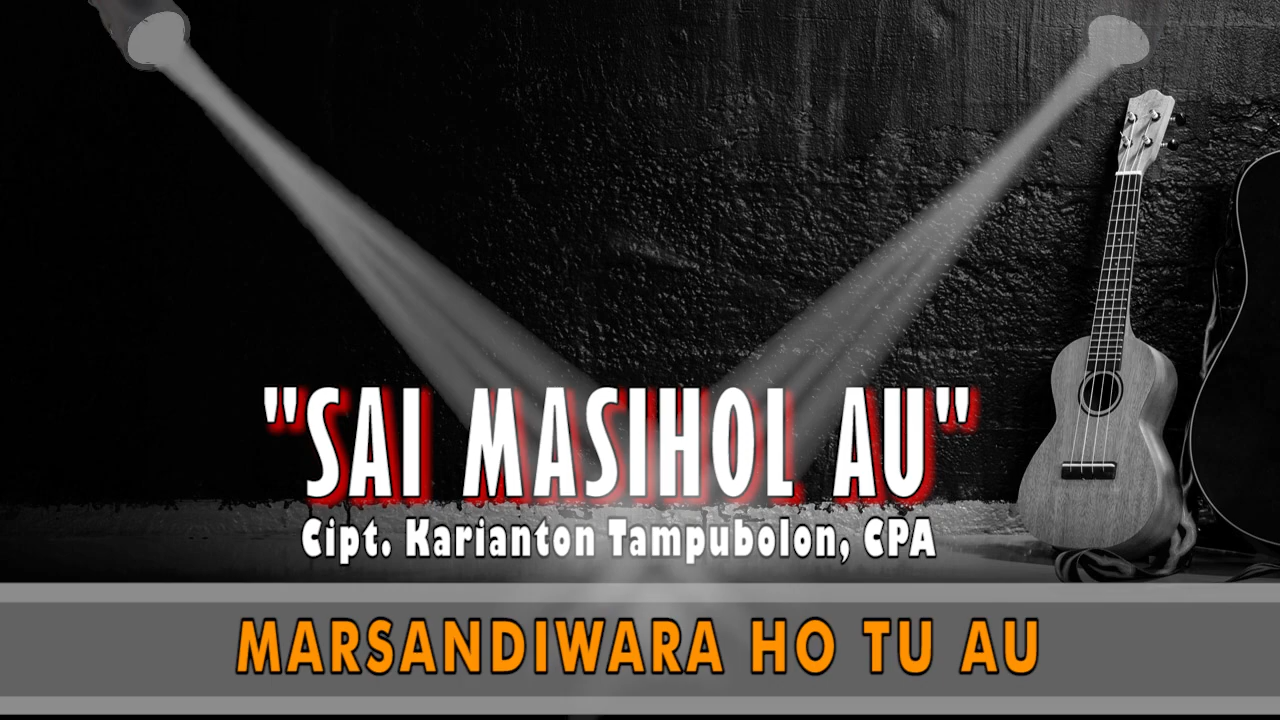 "SAI MASIHOL AU"
Cipt. Karianton Tampubolon, CPA
MARSANDIWARA HO TU AU